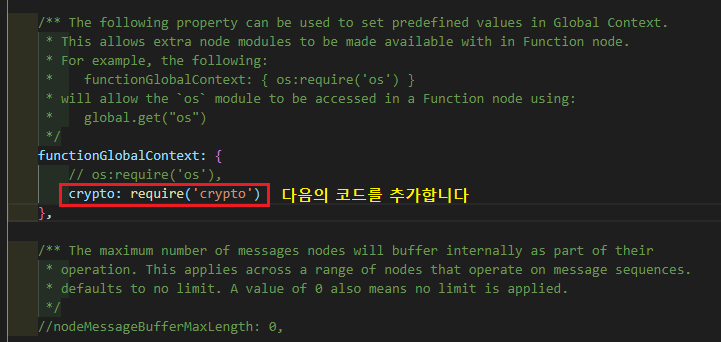 /** The following property can be used to set predefined values in Global Context.
* This allows extra node modules to be made available with in Function node.
* For example, the following:
* functionGlobalContext: { os:require('os') }
* will allow the `os` module to be accessed in a Function node using:
* global.get("os")
*/
functionGlobalContext: {
// os:require('os'),
crypto: require('crypto') 다음의 코드를 추가합니다
},
/** The maximum number of messages nodes will buffer internally as part of their
* operation. This applies across a range of nodes that operate on message sequences.
* defaults to no limit. A value of 0 also means no limit is applied.
*/
//nodeMessageBufferMaxLength: 0,